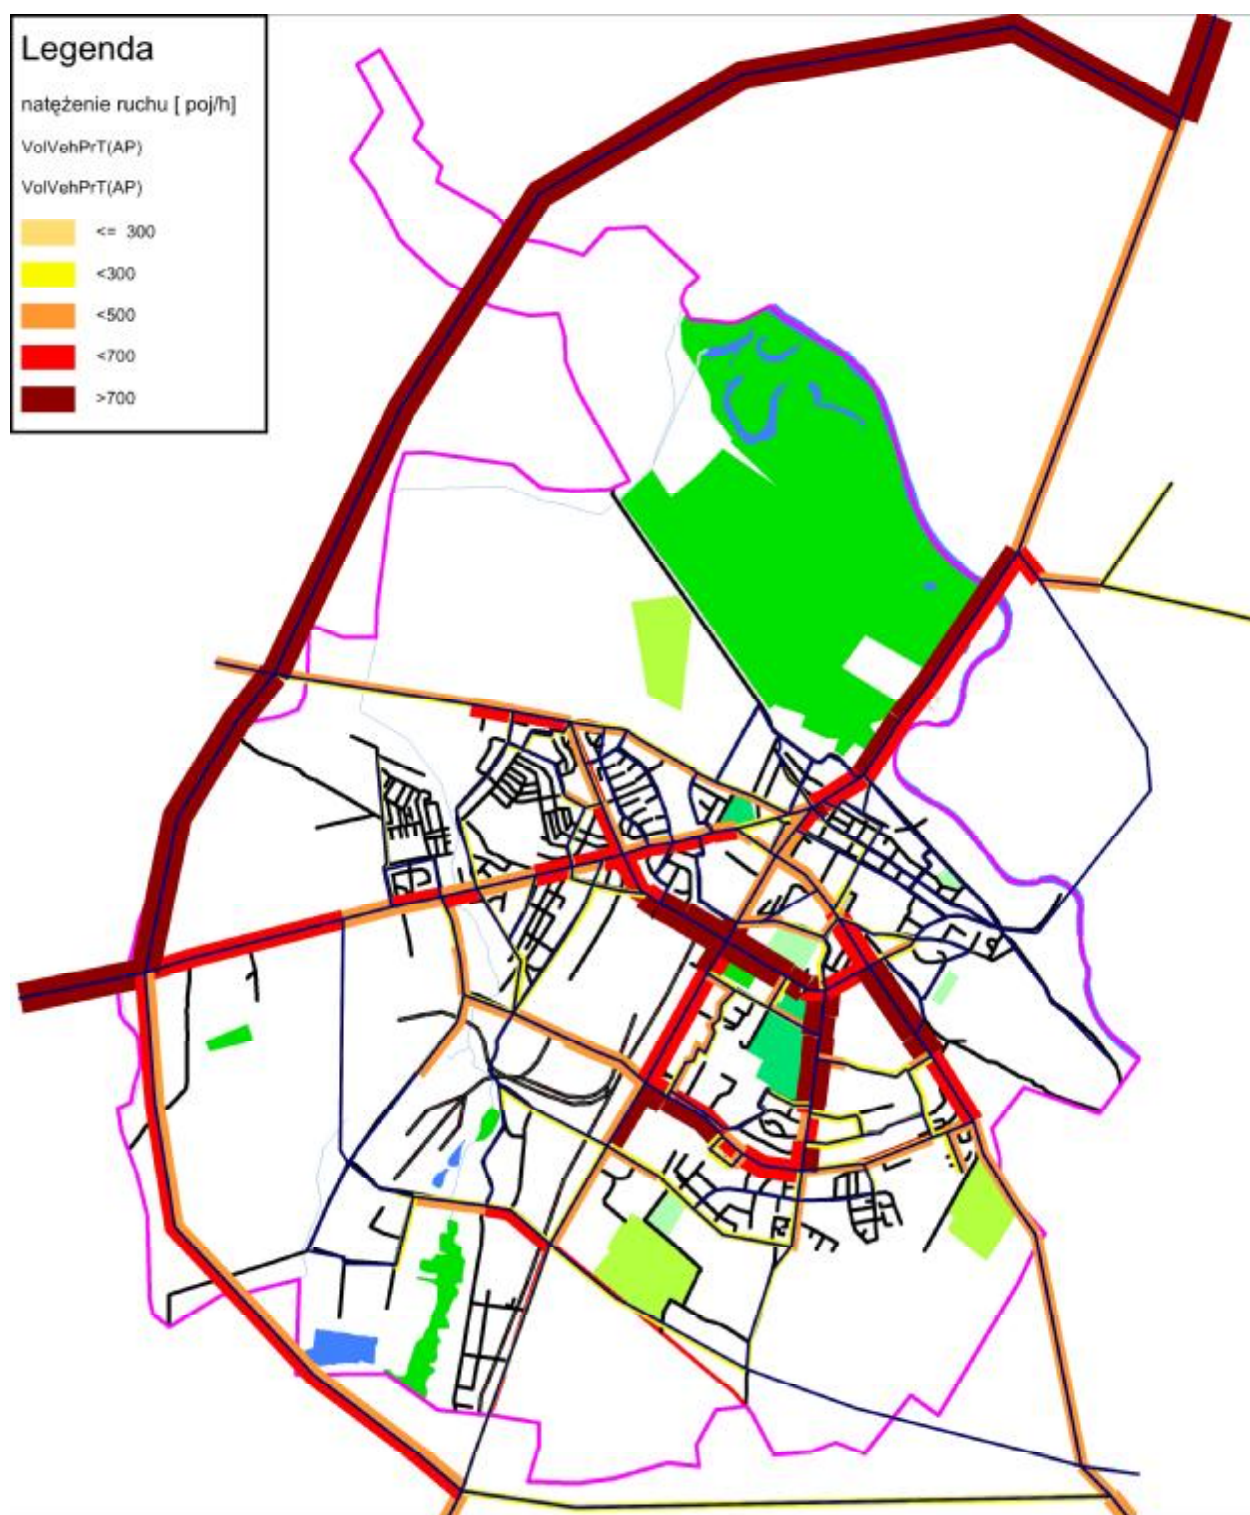 Legenda
natężenie ruchu [ poj/h]
VolVehPrT(AP)
VolVehPrT(AP)
<= 300
<300
<500
<700
>700